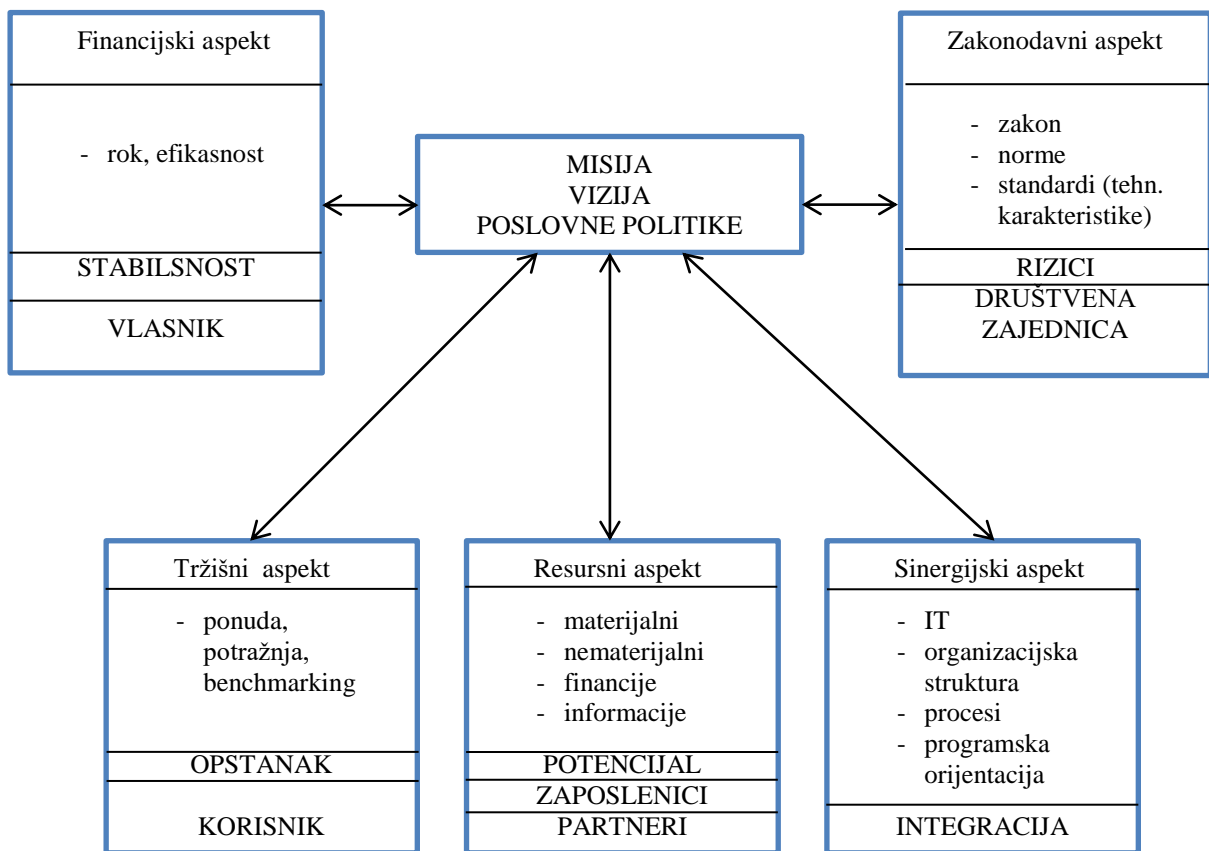 Financijski aspekt
- rok, efikasnost
STABILSNOST
VLASNIK
MISIJA
VIZIJA
POSLOVNE POLITIKE
Zakonodavni aspekt
- zakon
- norme
- standardi (tehn.
karakteristike)
RIZICI
DRUŠTVENA
ZAJEDNICA
Tržišni aspekt
- ponuda,
potražnja,
benchmarking
OPSTANAK
KORISNIK
Resursni aspekt
- materijalni
- nematerijalni
- financije
- informacije
POTENCIJAL
ZAPOSLENICI
PARTNERI
Sinergijski aspekt
- IT
- organizacijska
struktura
- procesi
- programska
orijentacija
INTEGRACIJA